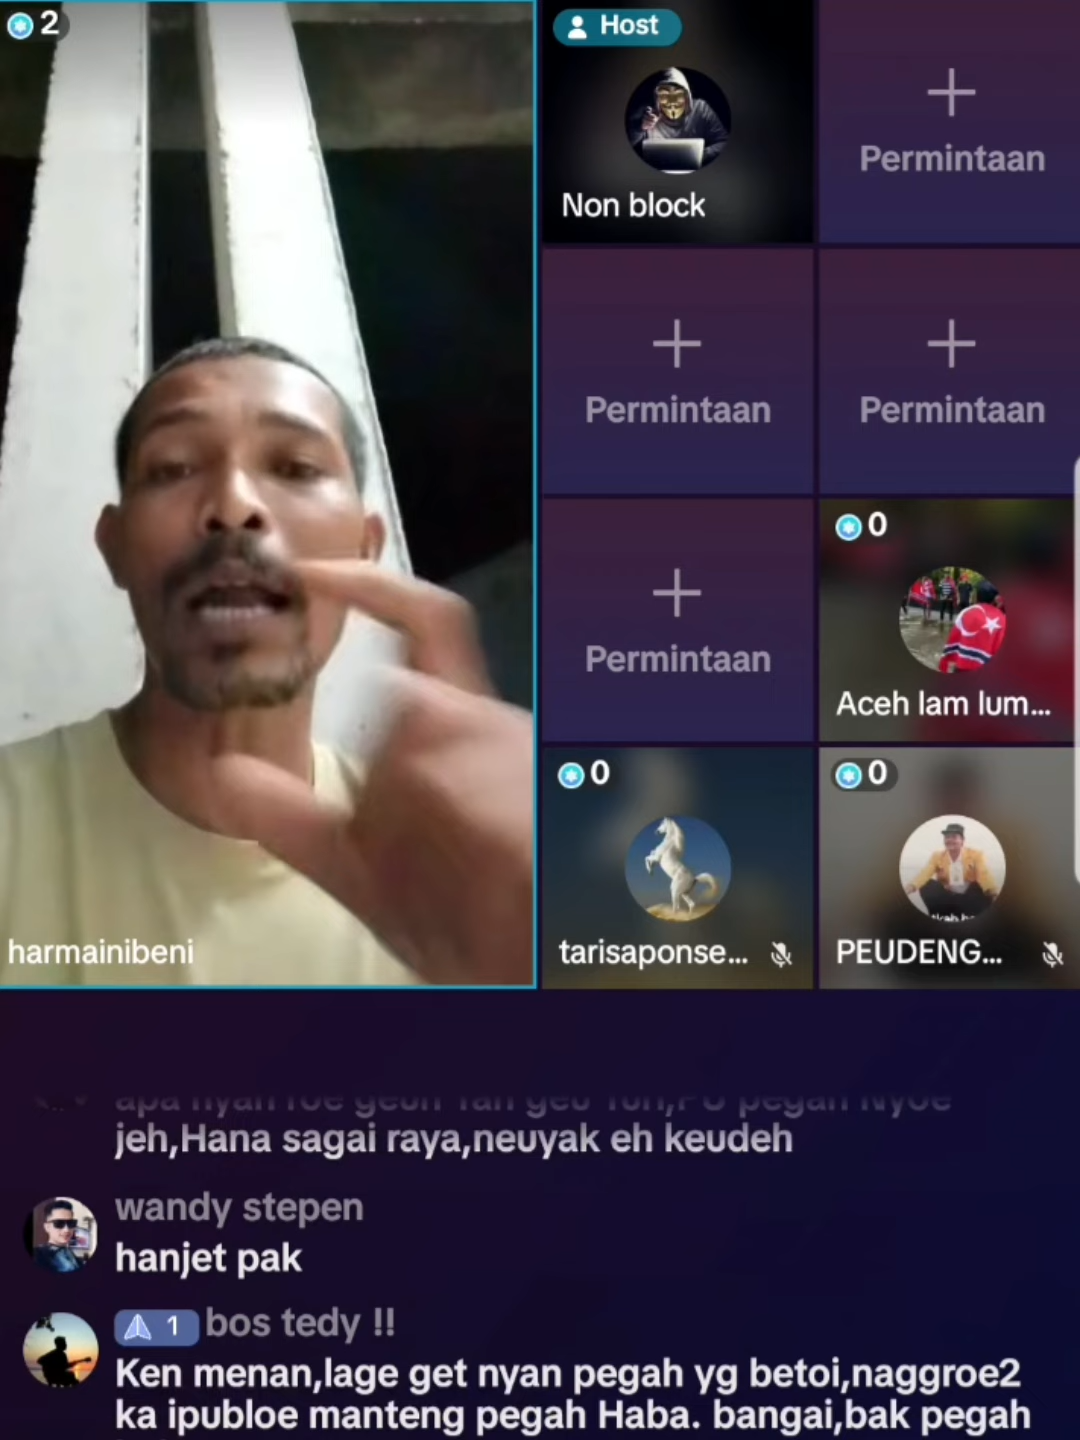 2
Host
Non block
Permintaan
Permintaan
Permintaan
Permintaan
0
Aceh lam lum...
0
0
harmainibeni
tarisaponse...
PEUDENG...
jeh,Hana sagai raya,neuyak eh keudeh
wandy stepen
hanjet pak
1 bos tedy !!
Ken menan,lage get nyan pegah yg betoi,naggroe2
ka ipubloe manteng pegah Haba. bangai,bak pegah